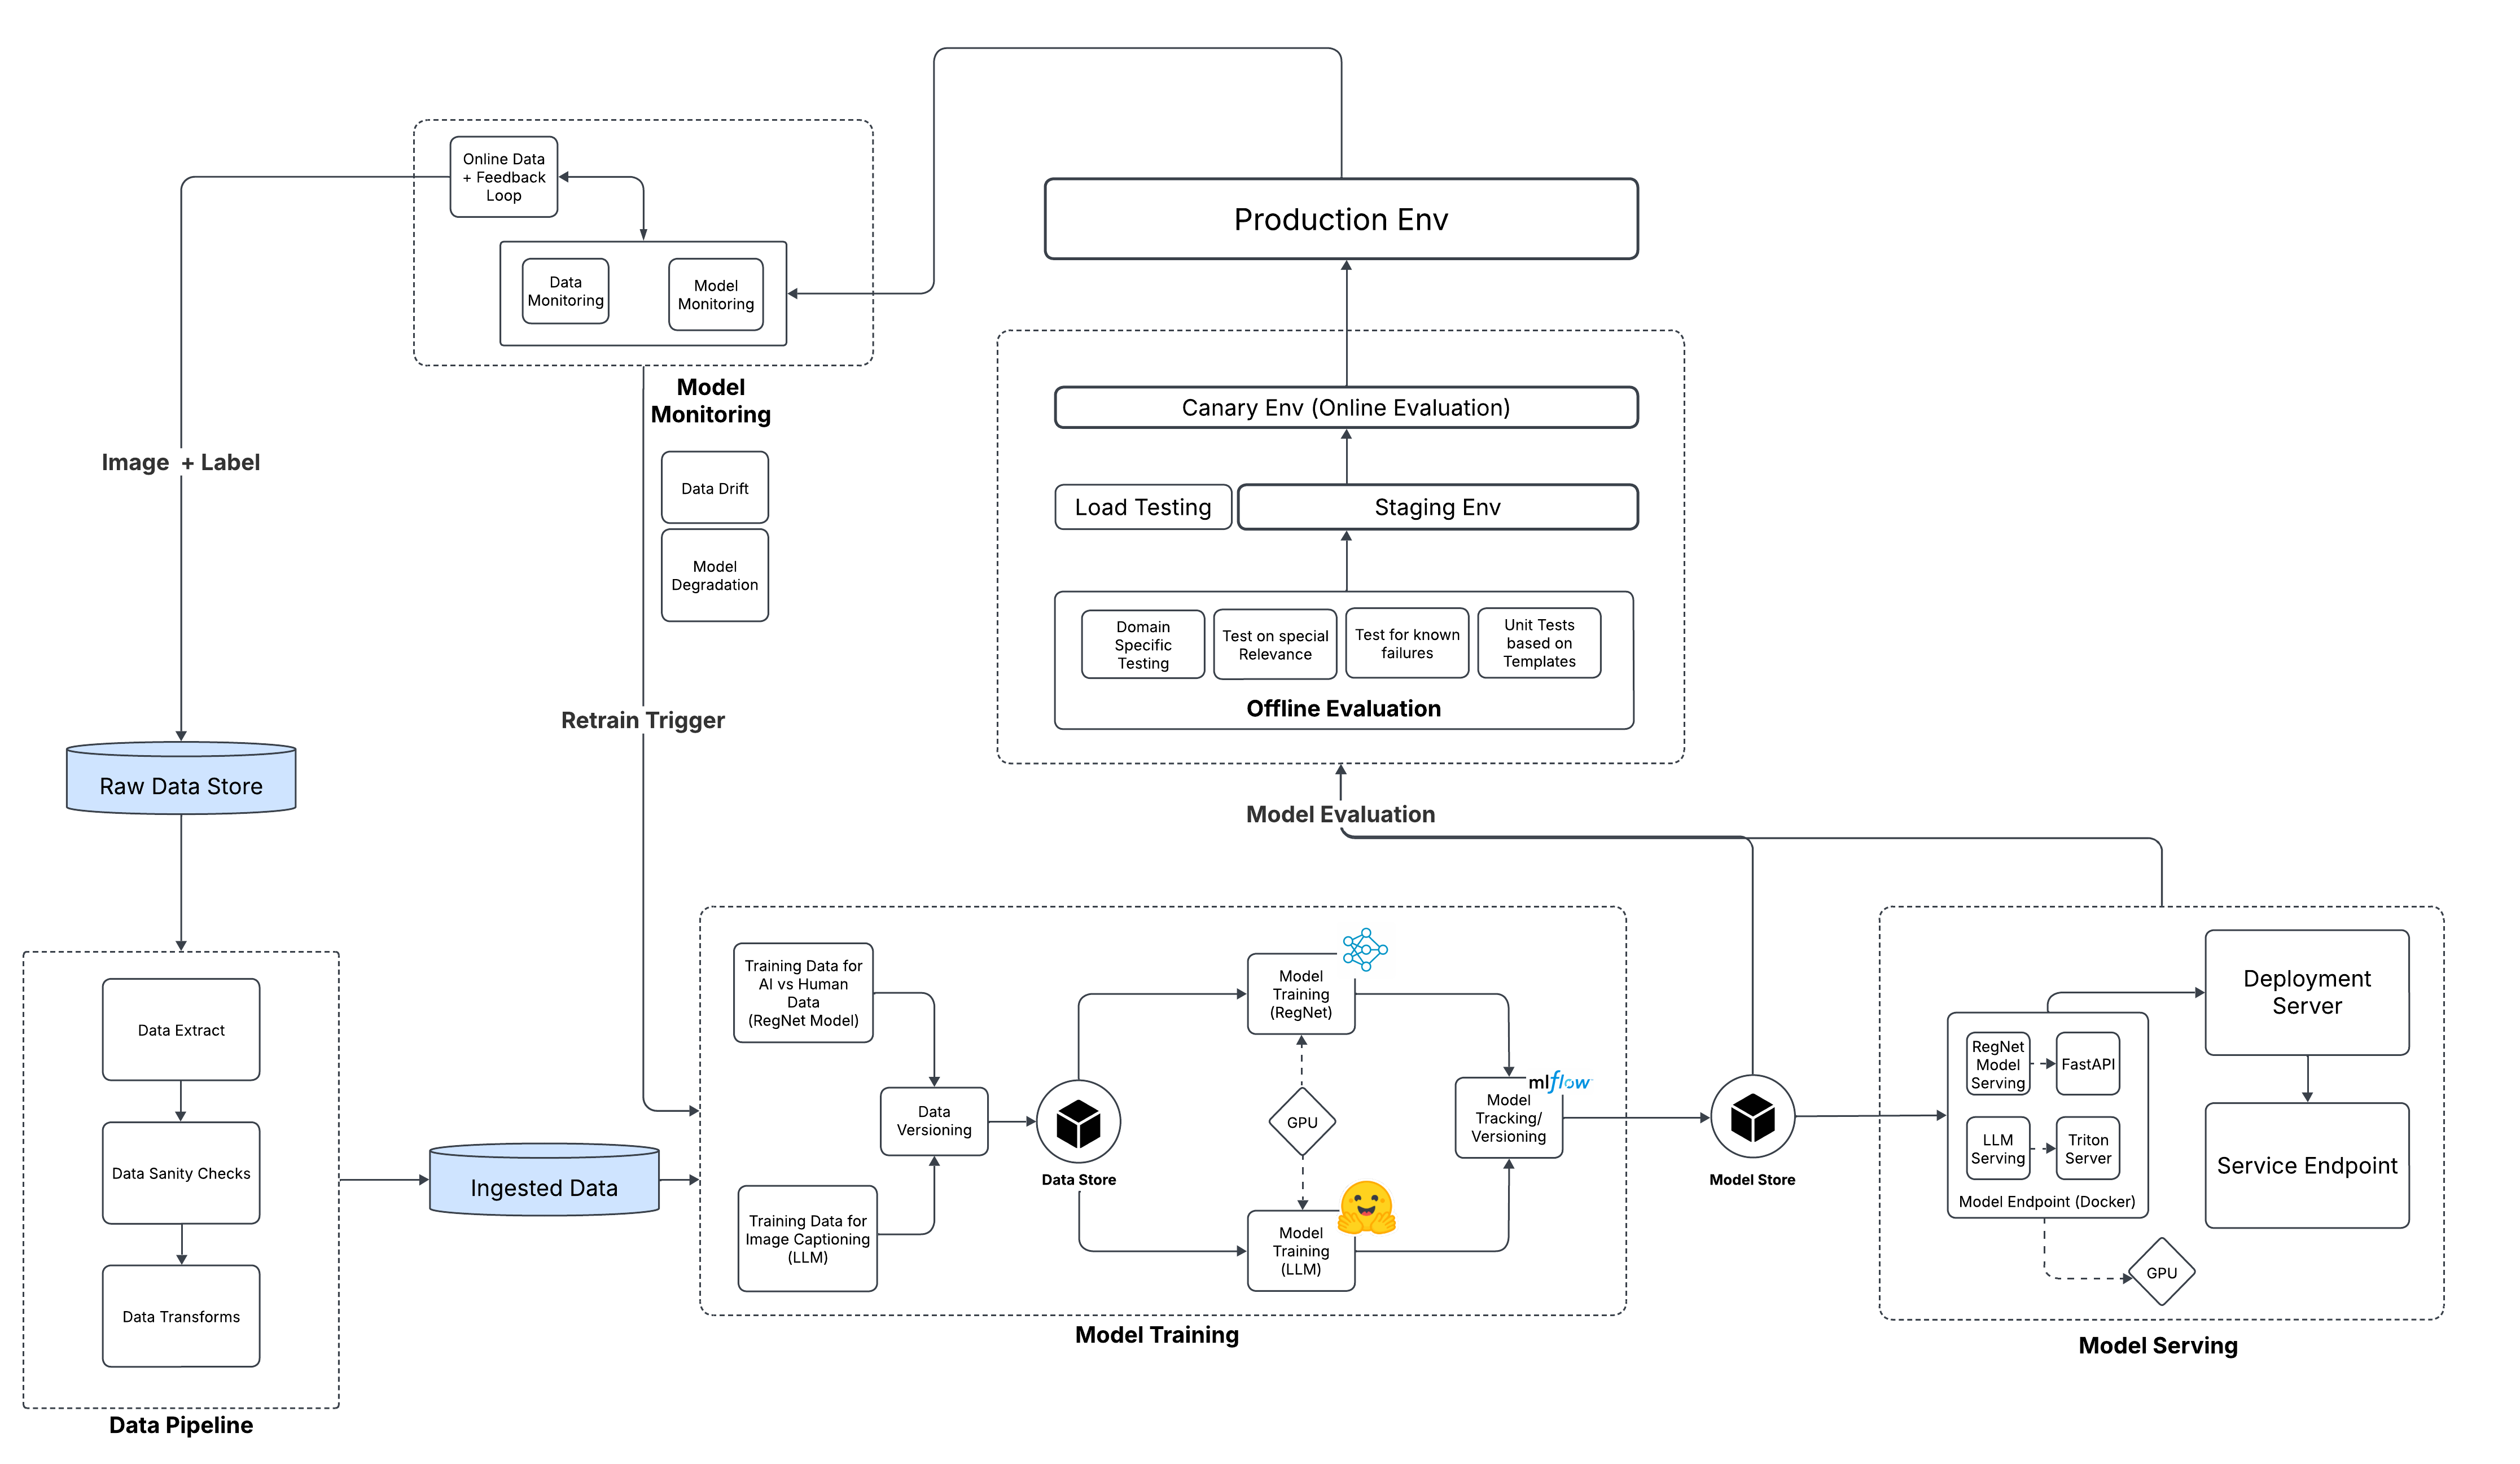 Production Env
Online Data
+ Feedback
Loop
Data
Monitoring
Model
Monitoring
Model
Monitoring
Canary Env (Online Evaluation)
Image + Label
Data Drift
Load Testing
Staging Env
Model
Degradation
Domain
Specific
Testing
Test on special
Relevance
Test for known
failures
Unit Tests
based on
Templates
Offline Evaluation
Retrain Trigger
Raw Data Store
Model Evaluation
Data Extract
Data Sanity Checks
Data Transforms
Data Pipeline
Ingested Data
Training Data for
AI vs Human
Data
(RegNet Model)
Training Data for
Image Captioning
(LLM)
Data
Versioning
Data Store
Model
Training
(RegNet)
GPU
Model
Training
(LLM)
mlflow
Model
Tracking/
Versioning
Model Training
Model Store
RegNet
Model
Serving
FastAPI
LLM
Serving
Triton
Server
Model Endpoint (Docker)
GPU
Deployment
Server
Service Endpoint
Model Serving